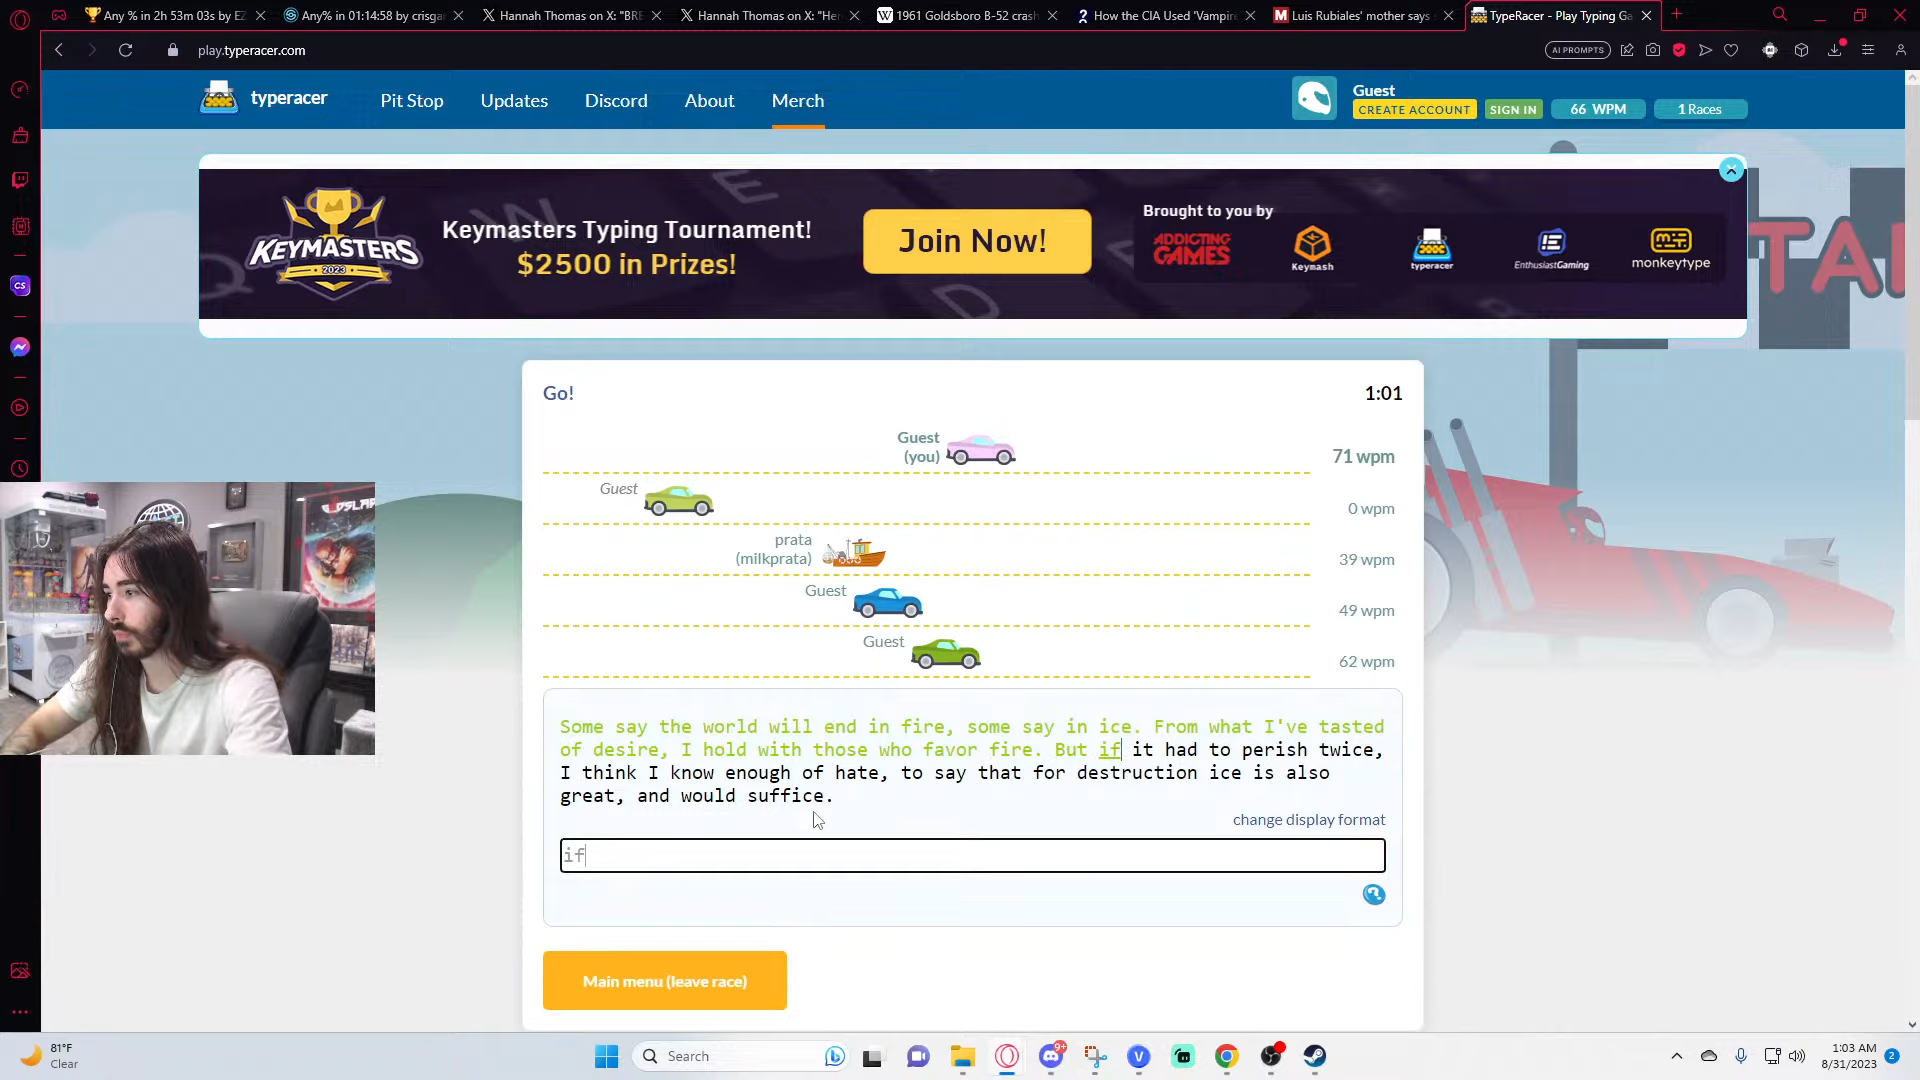 Any % in 2h 53m 03s by EZ
Any% in 01:14:58 by crisgar
Hannah Thomas on X: "BRE
Hannah Thomas on X: "Her
1961 Goldsboro B-52 crash
How the CIA Used 'Vampire
Luis Rubiales' mother says s
TypeRacer - Play Typing Ga
play.typeracer.com
AI PROMPTS
typeracer
Pit Stop
Updates
Discord
About
Merch
Guest
CREATE ACCOUNT
SIGN IN
66 WPM
1 Races
KEYMASTERS
2023
Keymasters Typing Tournament!
$2500 in Prizes!
Join Now!
Brought to you by
ADDICTING GAMES
Keymash
typeracer
EnthusiastGaming
monkeytype
Go!
1:01
Guest
(you)
71 wpm
Guest
0 wpm
prata
(milkprata)
39 wpm
Guest
49 wpm
Guest
62 wpm
Some say the world will end in fire, some say in ice. From what I've tasted
of desire, I hold with those who favor fire. But if it had to perish twice,
I think I know enough of hate, to say that for destruction ice is also
great, and would suffice.
change display format
if
Main menu (leave race)
81°F
Clear
Search
9+
1:03 AM
8/31/2023
2